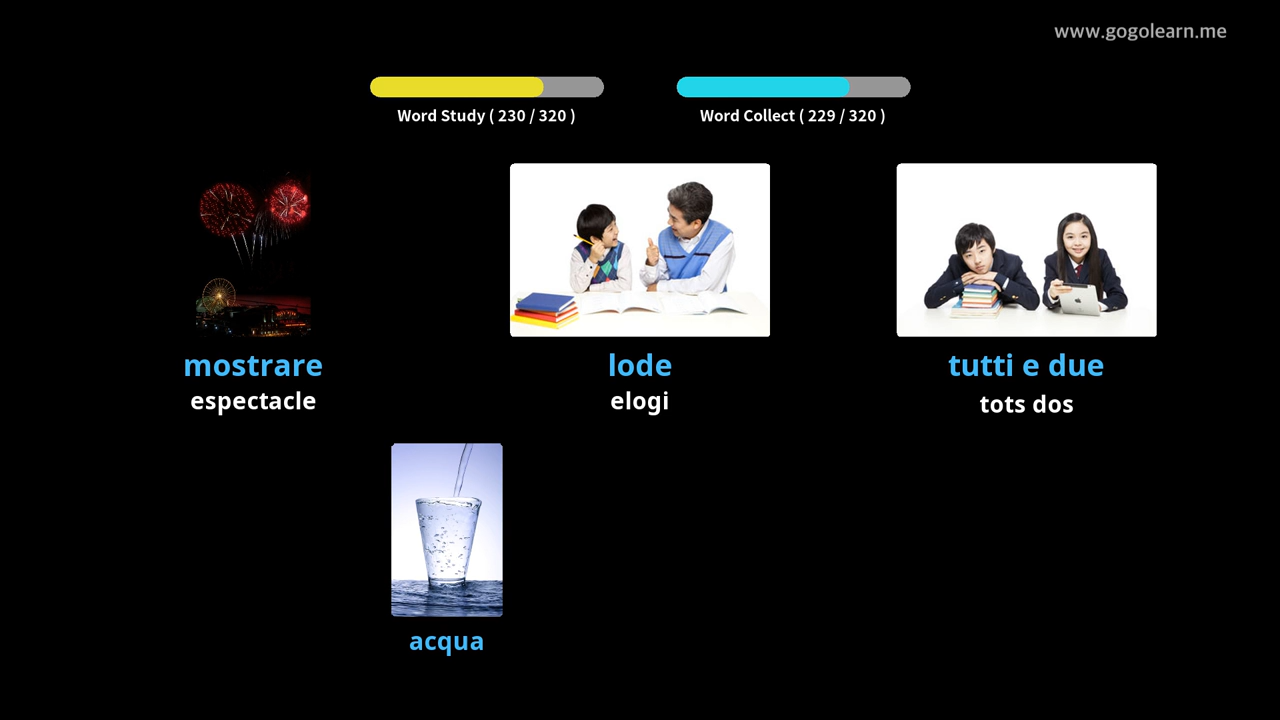 www.gogolearn.me
Word Study ( 230 / 320 )
Word Collect ( 229 / 320 )
mostrare
espectacle
lode
elogi
tutti e due
tots dos
acqua